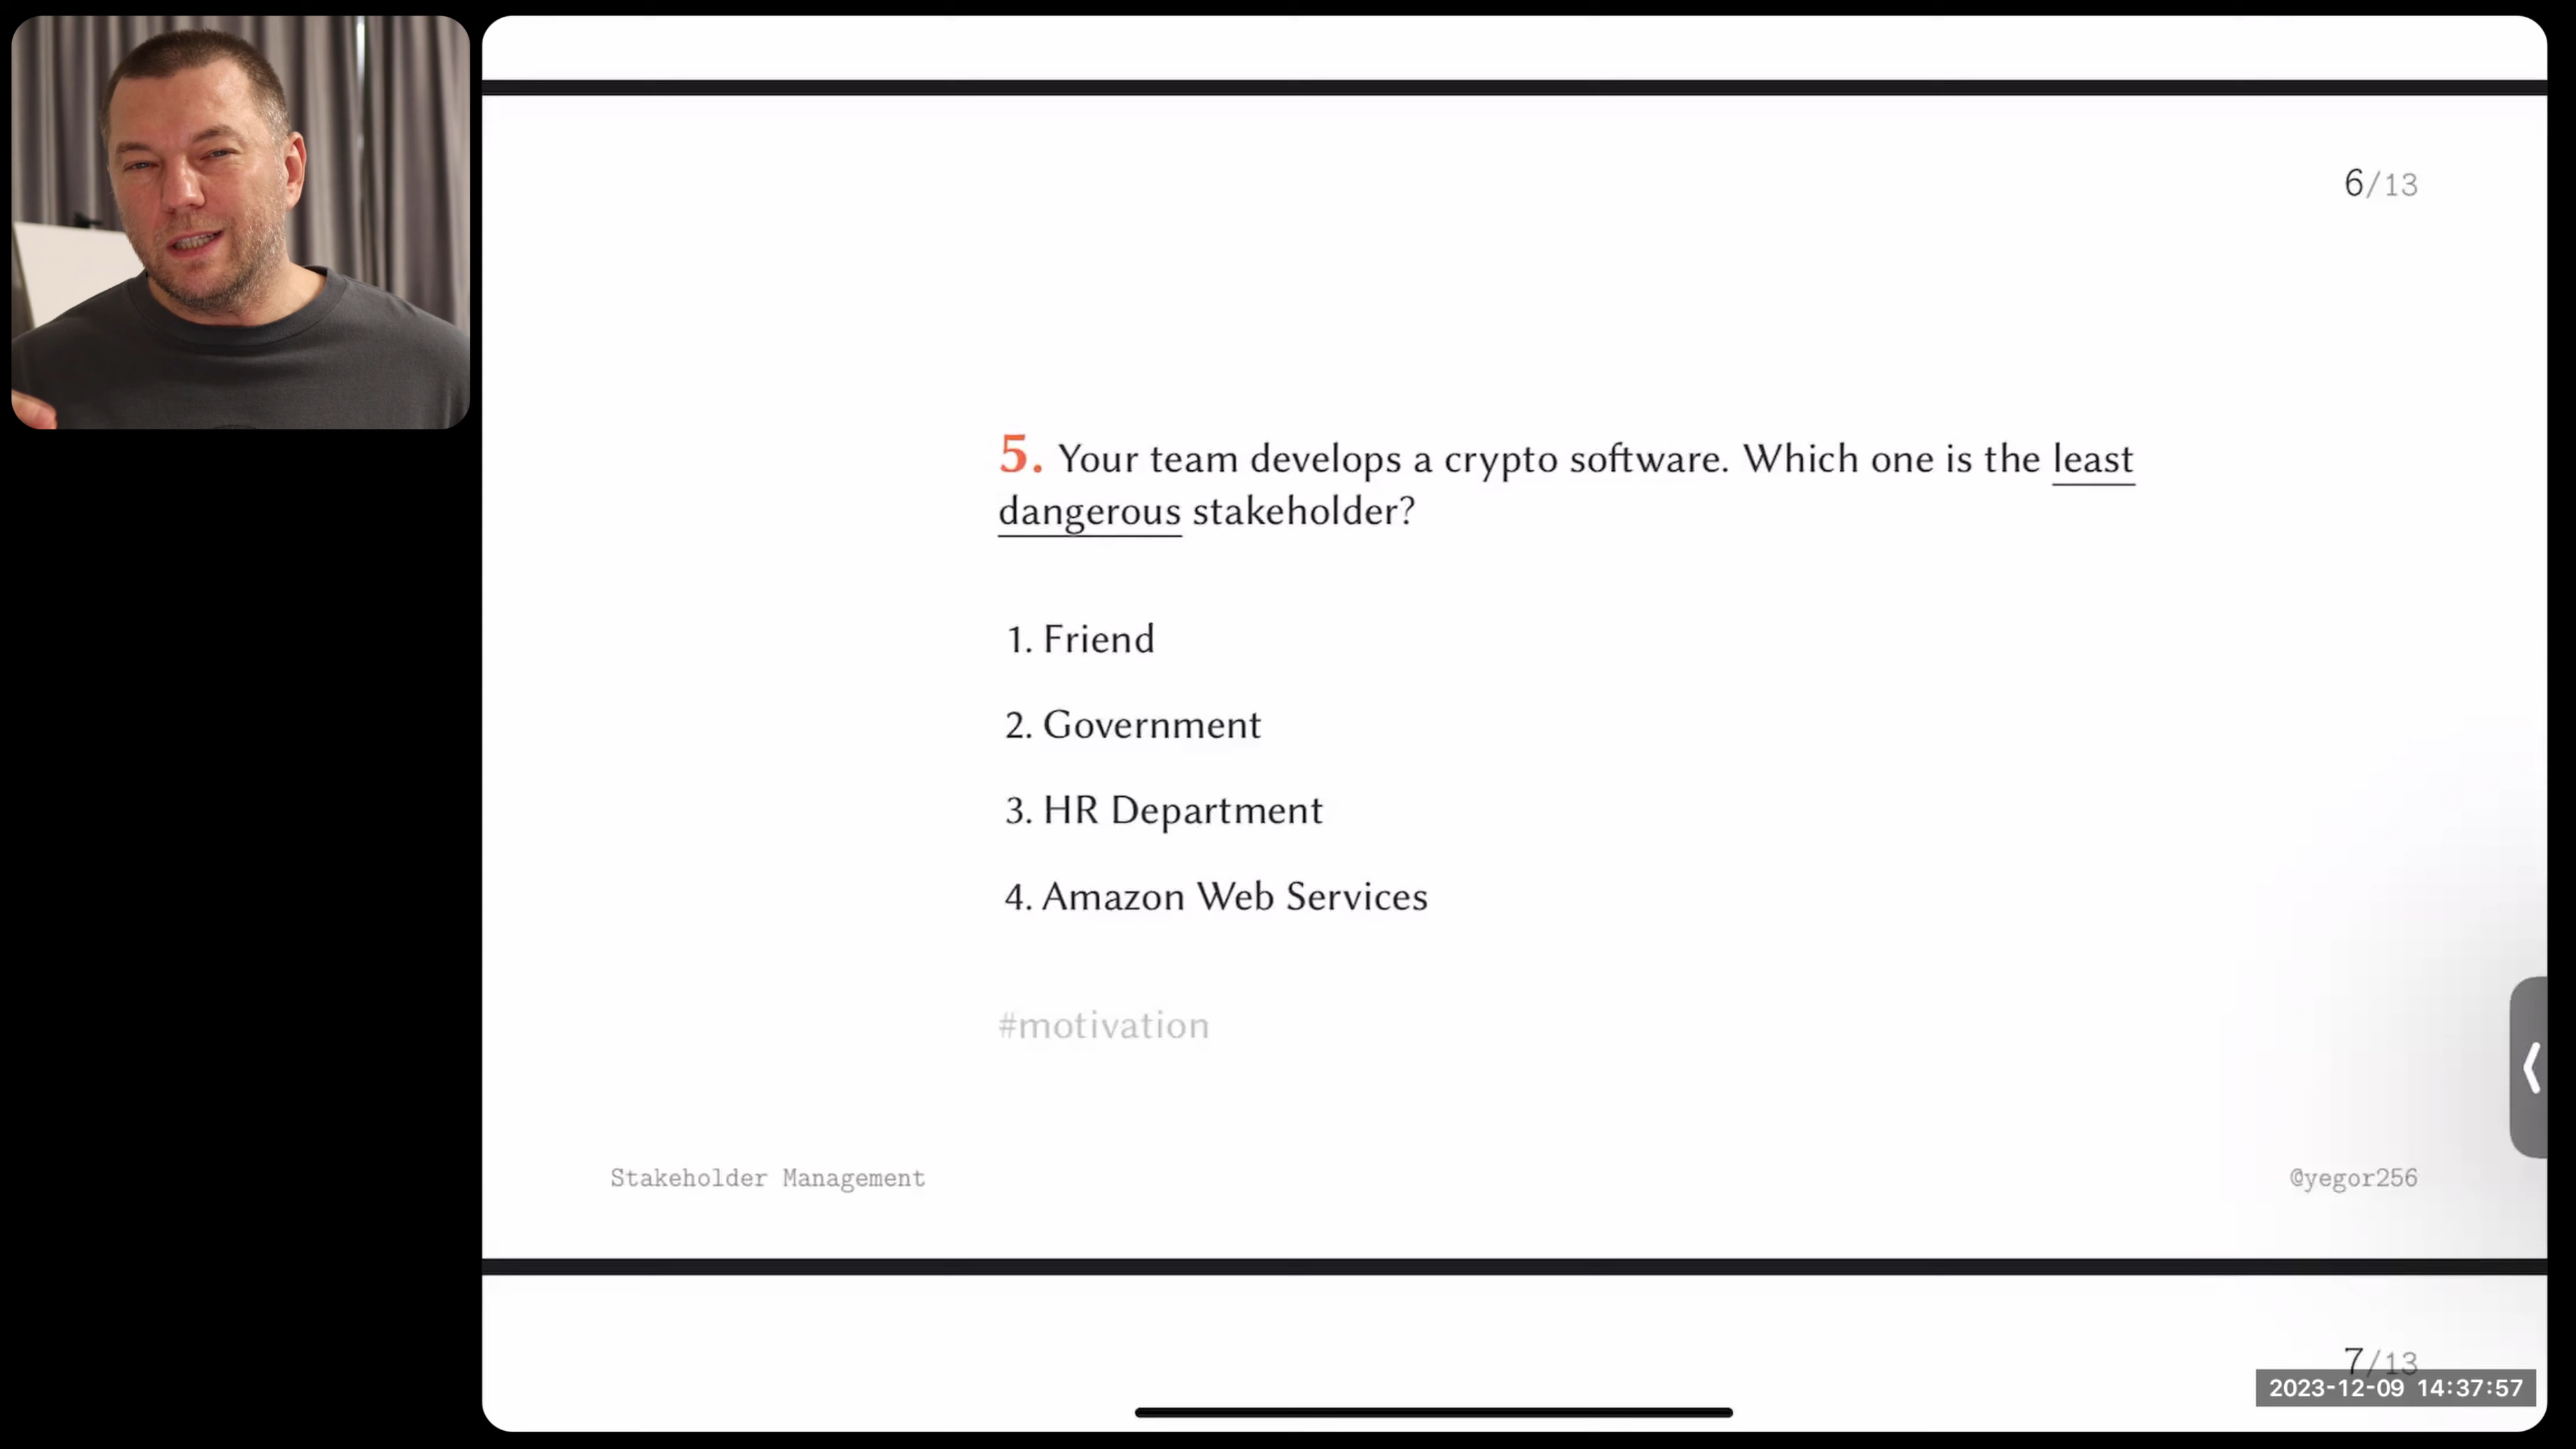 6/13
5. Your team develops a crypto software. Which one is the least
dangerous stakeholder?
1. Friend
2. Government
3. HR Department
4. Amazon Web Services
#motivation
Stakeholder Management
@yegor256
7/13
2023-12-09 14:37:57